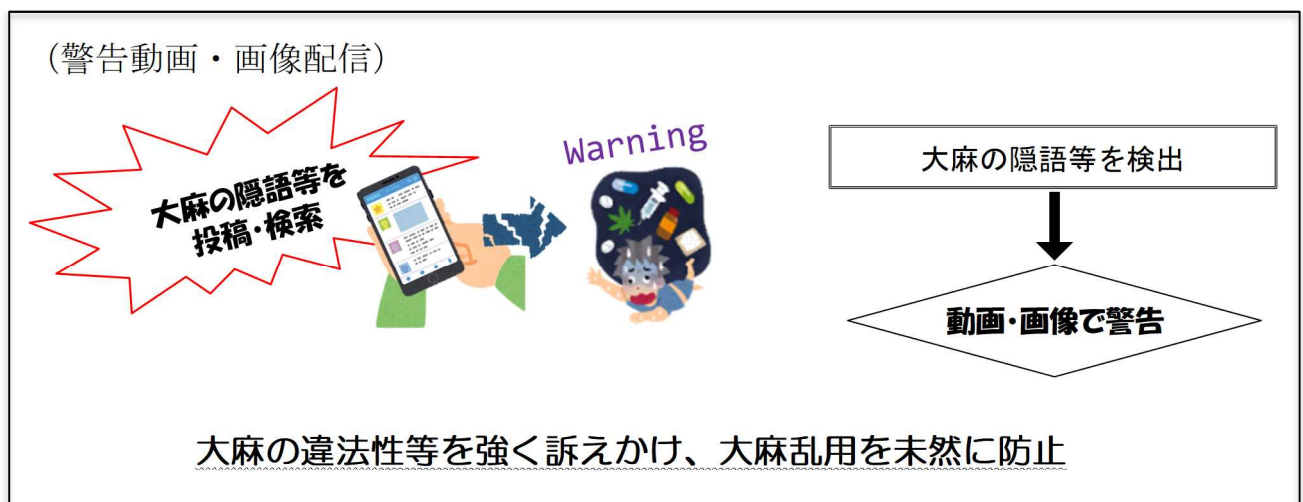 （警告動画・画像配信）
大麻の隠語等を
投稿・検索
Warning
大麻の隠語等を検出
動画・画像で警告
大麻の違法性等を強く訴えかけ、大麻乱用を未然に防止